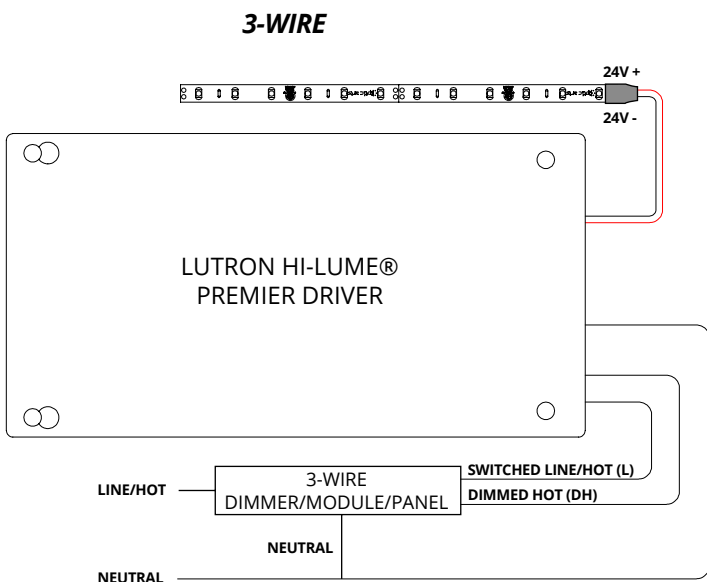 3-WIRE
24V +
24V -
LUTRON HI-LUME®
PREMIER DRIVER
LINE/HOT
3-WIRE
DIMMER/MODULE/PANEL
SWITCHED LINE/HOT (L)
DIMMED HOT (DH)
NEUTRAL
NEUTRAL